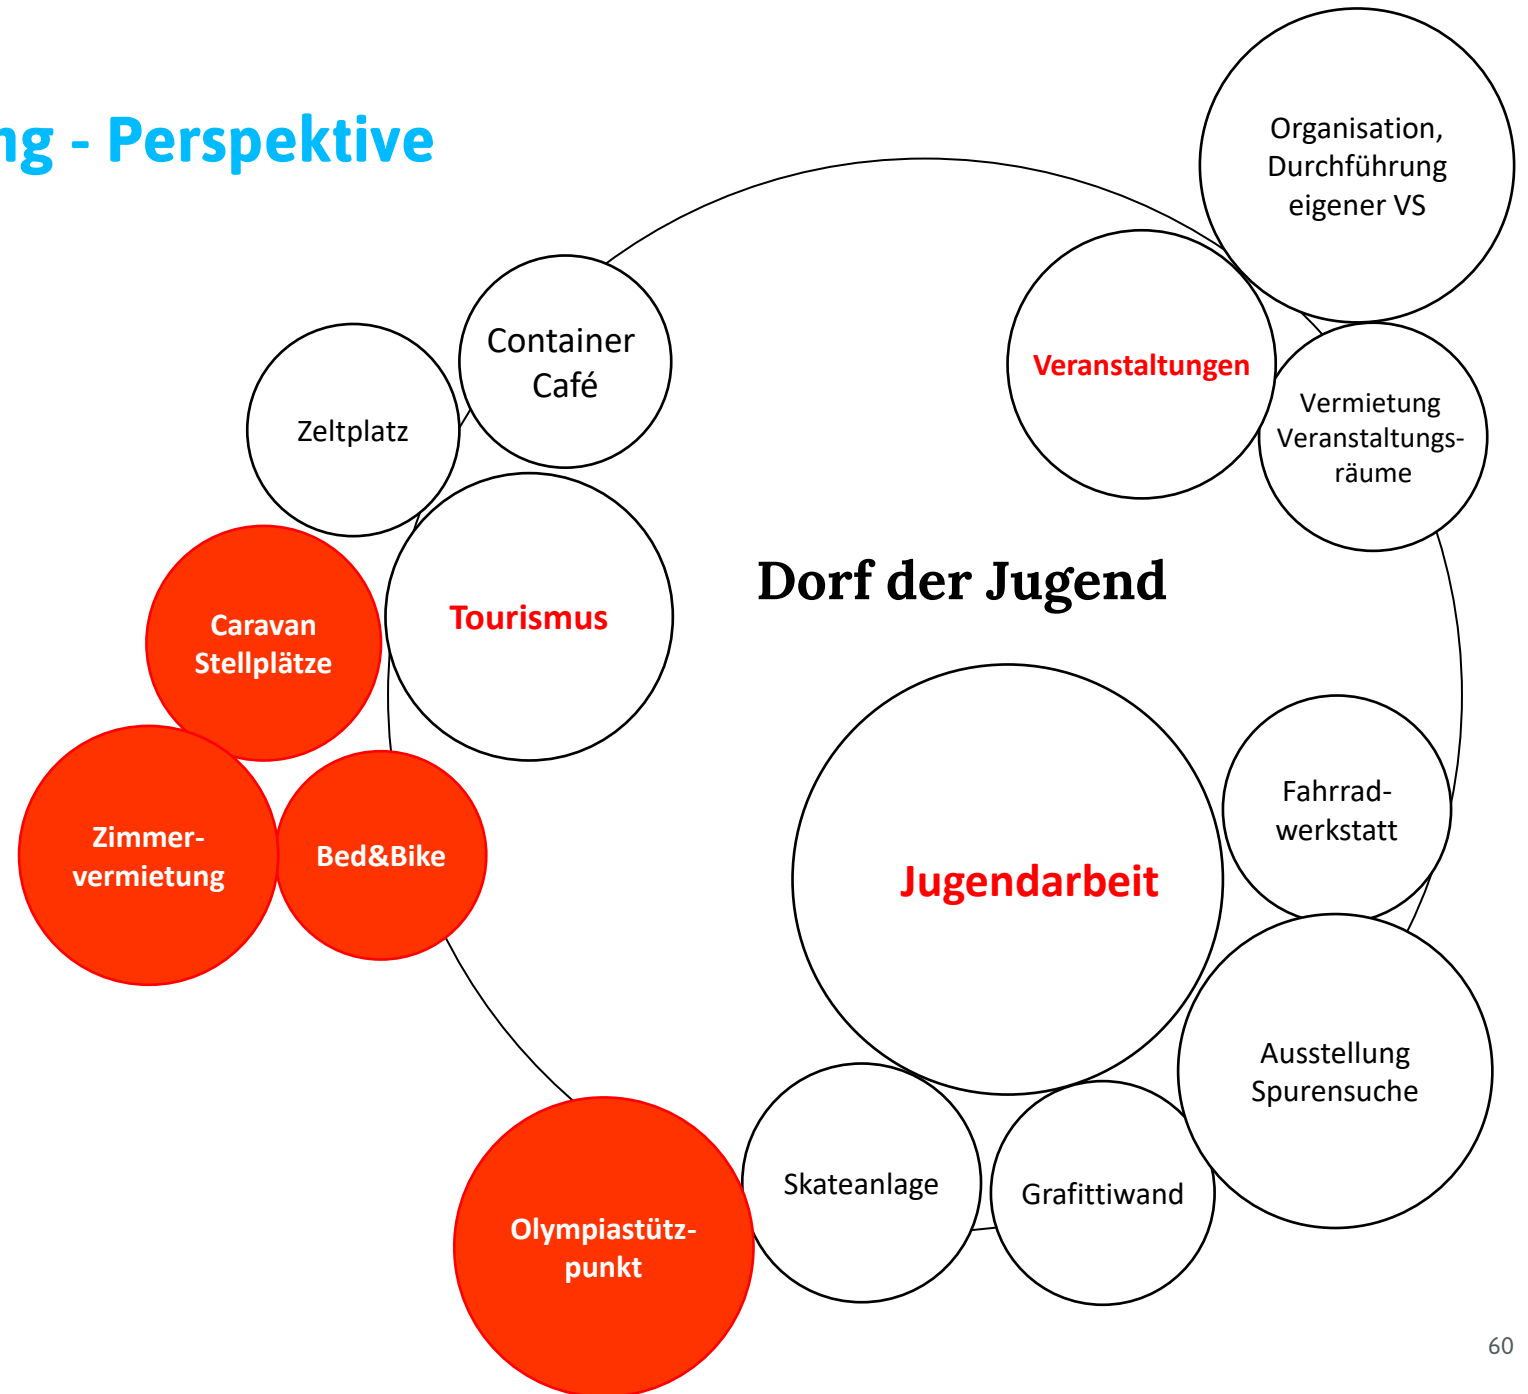 ng - Perspektive
Organisation,
Durchführung
eigener VS
Container
Café
Veranstaltungen
Vermietung
Veranstaltungs-
räume
Zeltplatz
Dorf der Jugend
Caravan
Stellplätze
Tourismus
Zimmer-
vermietung
Bed&Bike
Jugendarbeit
Fahrrad-
werkstatt
Ausstellung
Spurensuche
Skateanlage
Grafittiwand
Olympiastütz-
punkt
60